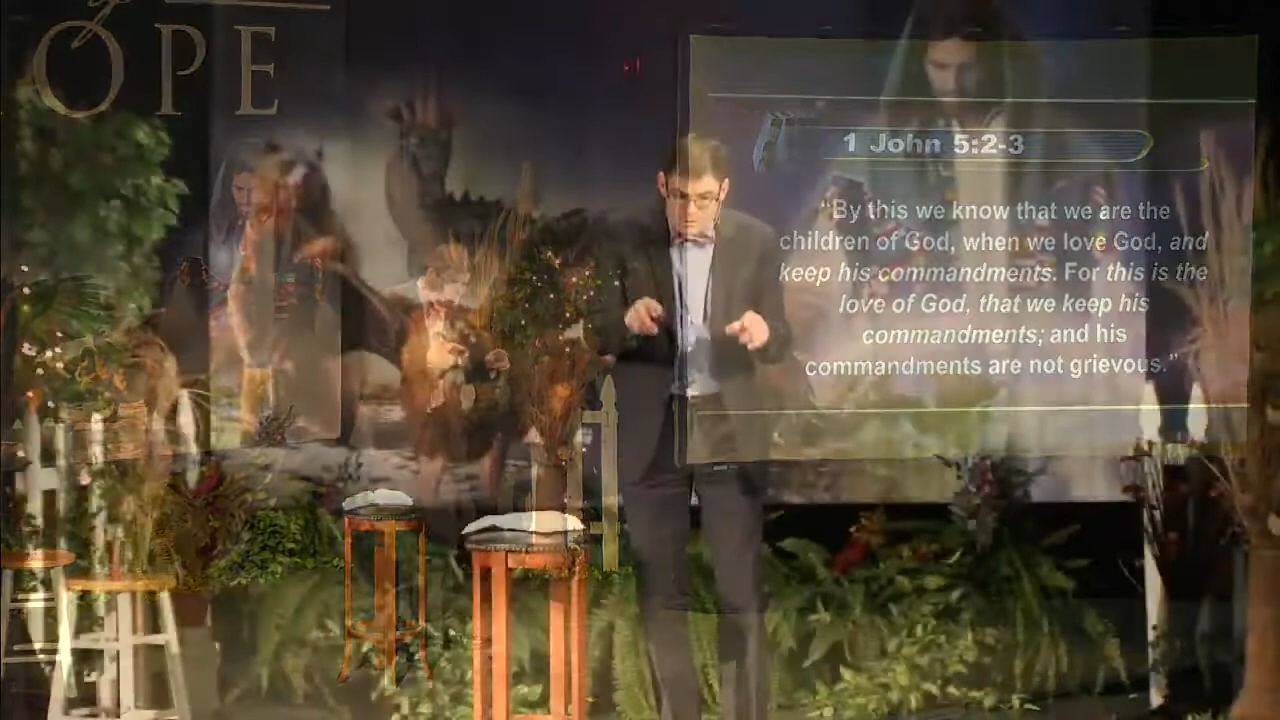 OPE
1 John 5:2-3
“By this we know that we are the
children of God, when we love God, and
keep his commandments. For this is the
love of God, that we keep his
commandments; and his
commandments are not grievous.”